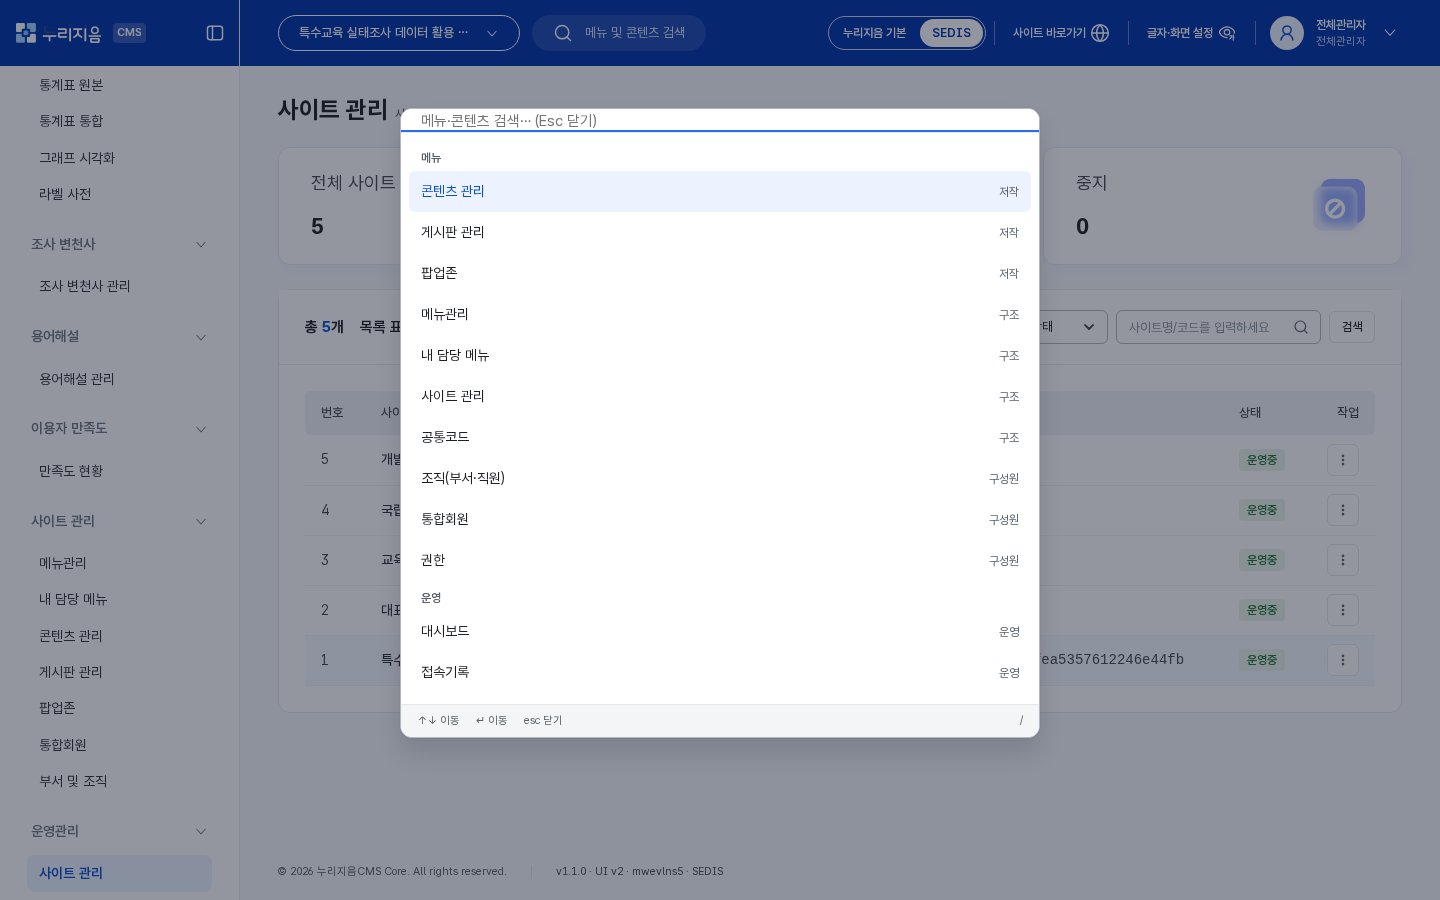 누리지음 CMS
특수교육 실태조사 데이터 활용 ···
메뉴 및 콘텐츠 검색
누리지음 기본 SEDIS
사이트 바로가기
글자·화면 설정
전체관리자
전체관리자
통계표 원본
통계표 통합
그래프 시각화
라벨 사전
조사 변천사
조사 변천사 관리
용어해설
용어해설 관리
이용자 만족도
만족도 현황
사이트 관리
메뉴관리
내 담당 메뉴
콘텐츠 관리
게시판 관리
팝업존
통합회원
부서 및 조직
운영관리
사이트 관리
사이트 관리
전체 사이트
5
중지
0
총 5개 목록
사이트명/코드를 입력하세요
검색
번호 상태 작업
5 운영중
4 운영중
3 운영중
2 운영중
1 ea5357612246e44fb 운영중
메뉴·콘텐츠 검색··· (Esc 닫기)
메뉴
콘텐츠 관리 저작
게시판 관리 저작
팝업존 저작
메뉴관리 구조
내 담당 메뉴 구조
사이트 관리 구조
공통코드 구조
조직(부서·직원) 구성원
통합회원 구성원
권한 구성원
운영
대시보드 운영
접속기록 운영
↑↓ 이동 ↵ 이동 esc 닫기 /
© 2026 누리지음CMS Core. All rights reserved.
v1.1.0 · UI v2 · mwevlns5 · SEDIS